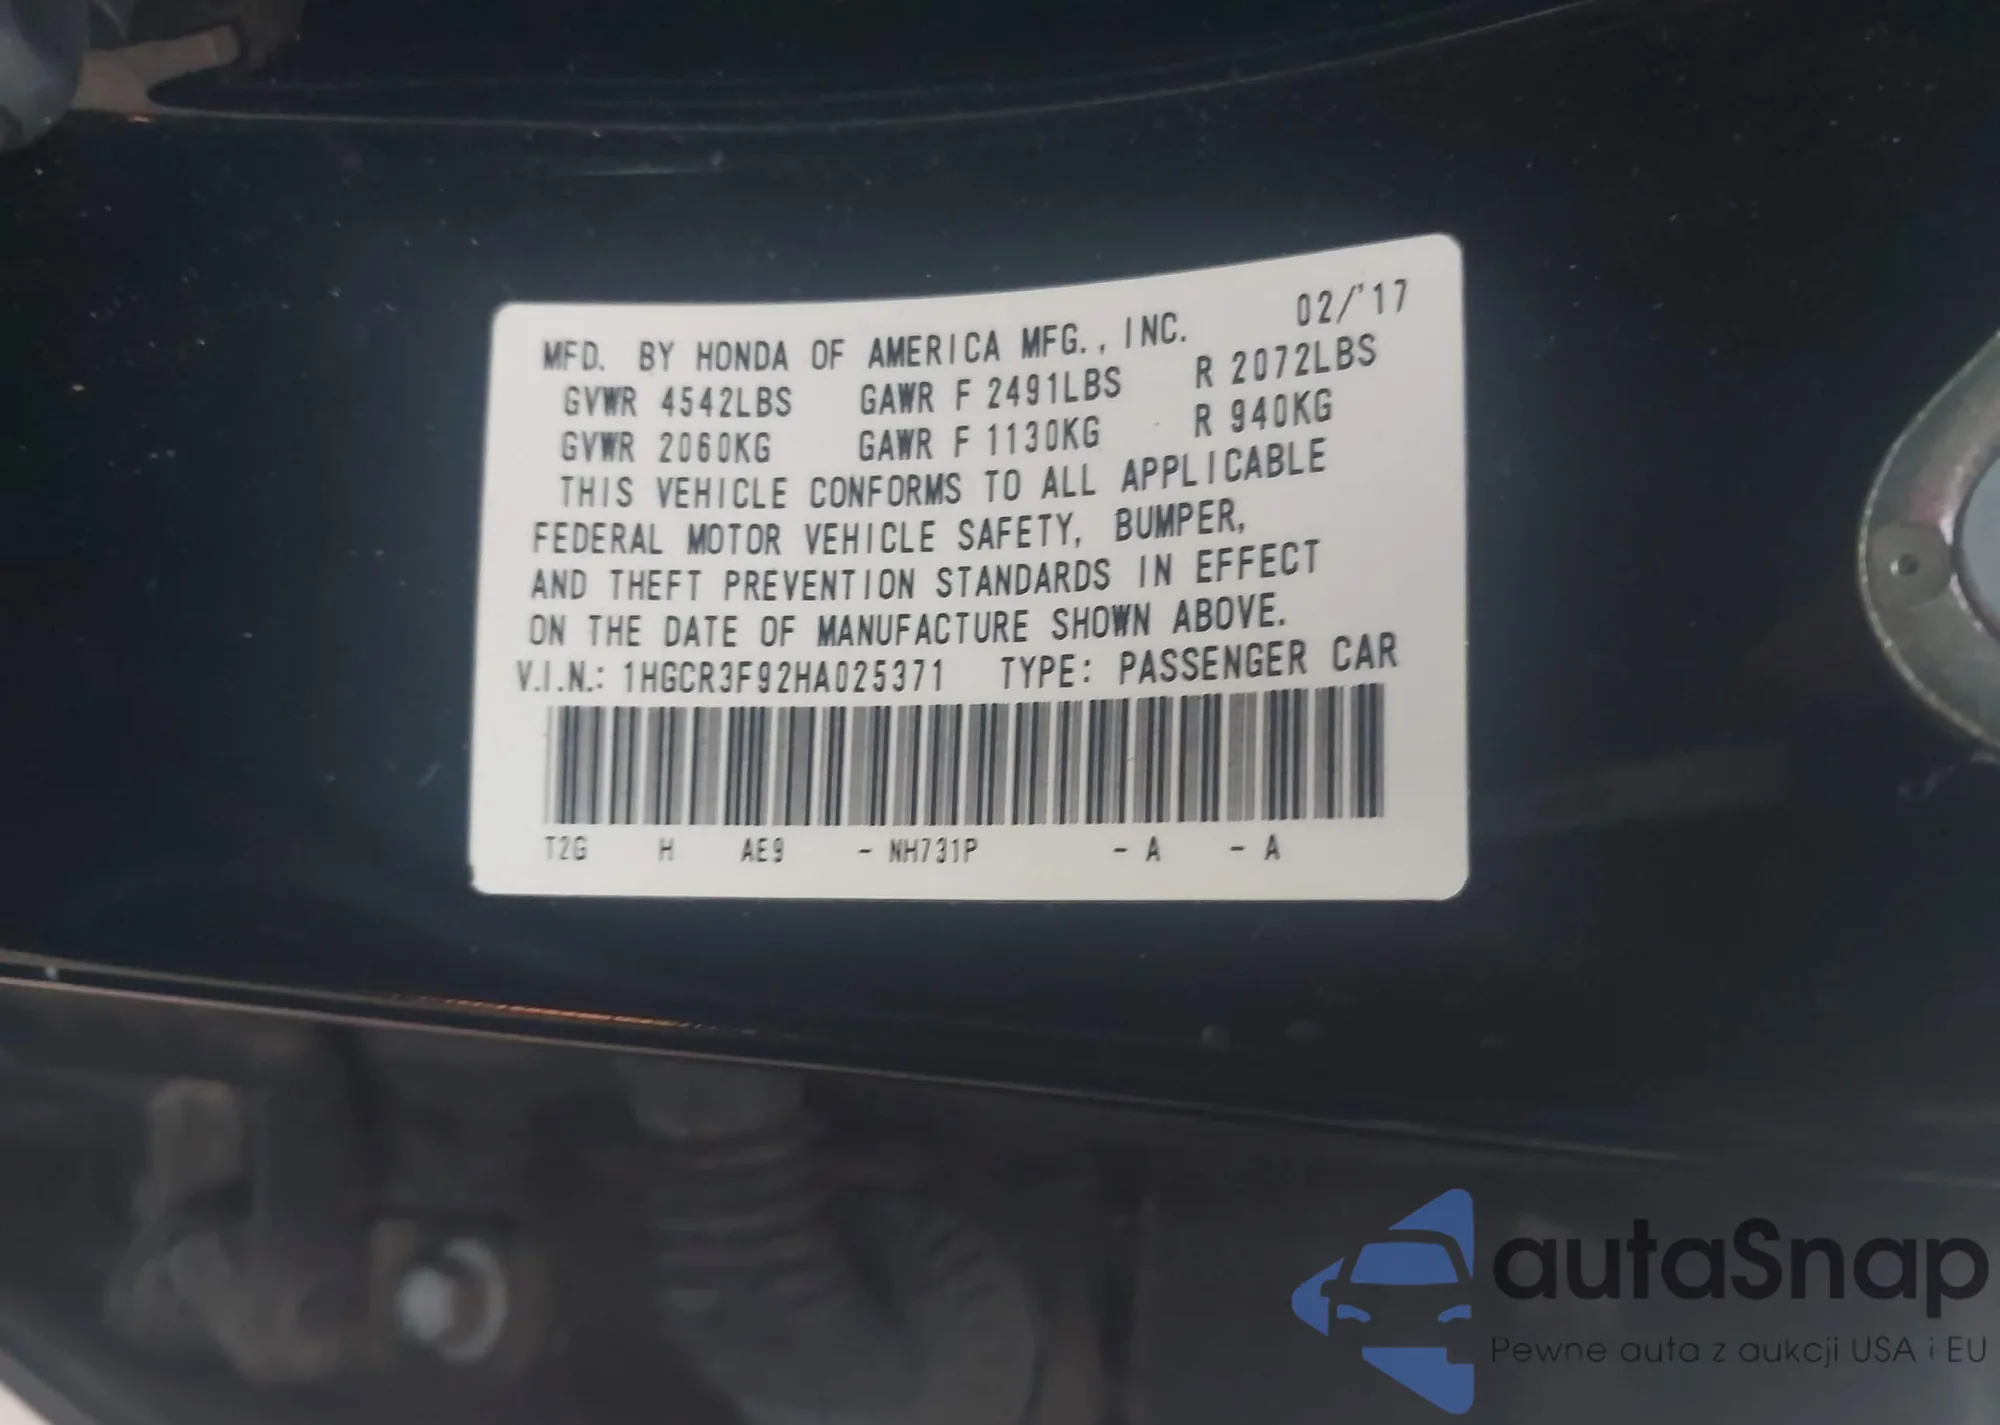 02/'17
MFD. BY HONDA OF AMERICA MFG., INC.
GVWR 4542LBS GAWR F 2491LBS R 2072LBS
GVWR 2060KG GAWR F 1130KG R 940KG
THIS VEHICLE CONFORMS TO ALL APPLICABLE
FEDERAL MOTOR VEHICLE SAFETY, BUMPER,
AND THEFT PREVENTION STANDARDS IN EFFECT
ON THE DATE OF MANUFACTURE SHOWN ABOVE.
V.I.N.: 1HGCR3F92HA025371 TYPE: PASSENGER CAR
T2G H AE9 - NH731P - A - A
autaSnap
Pewne auta z aukcji USA i EU